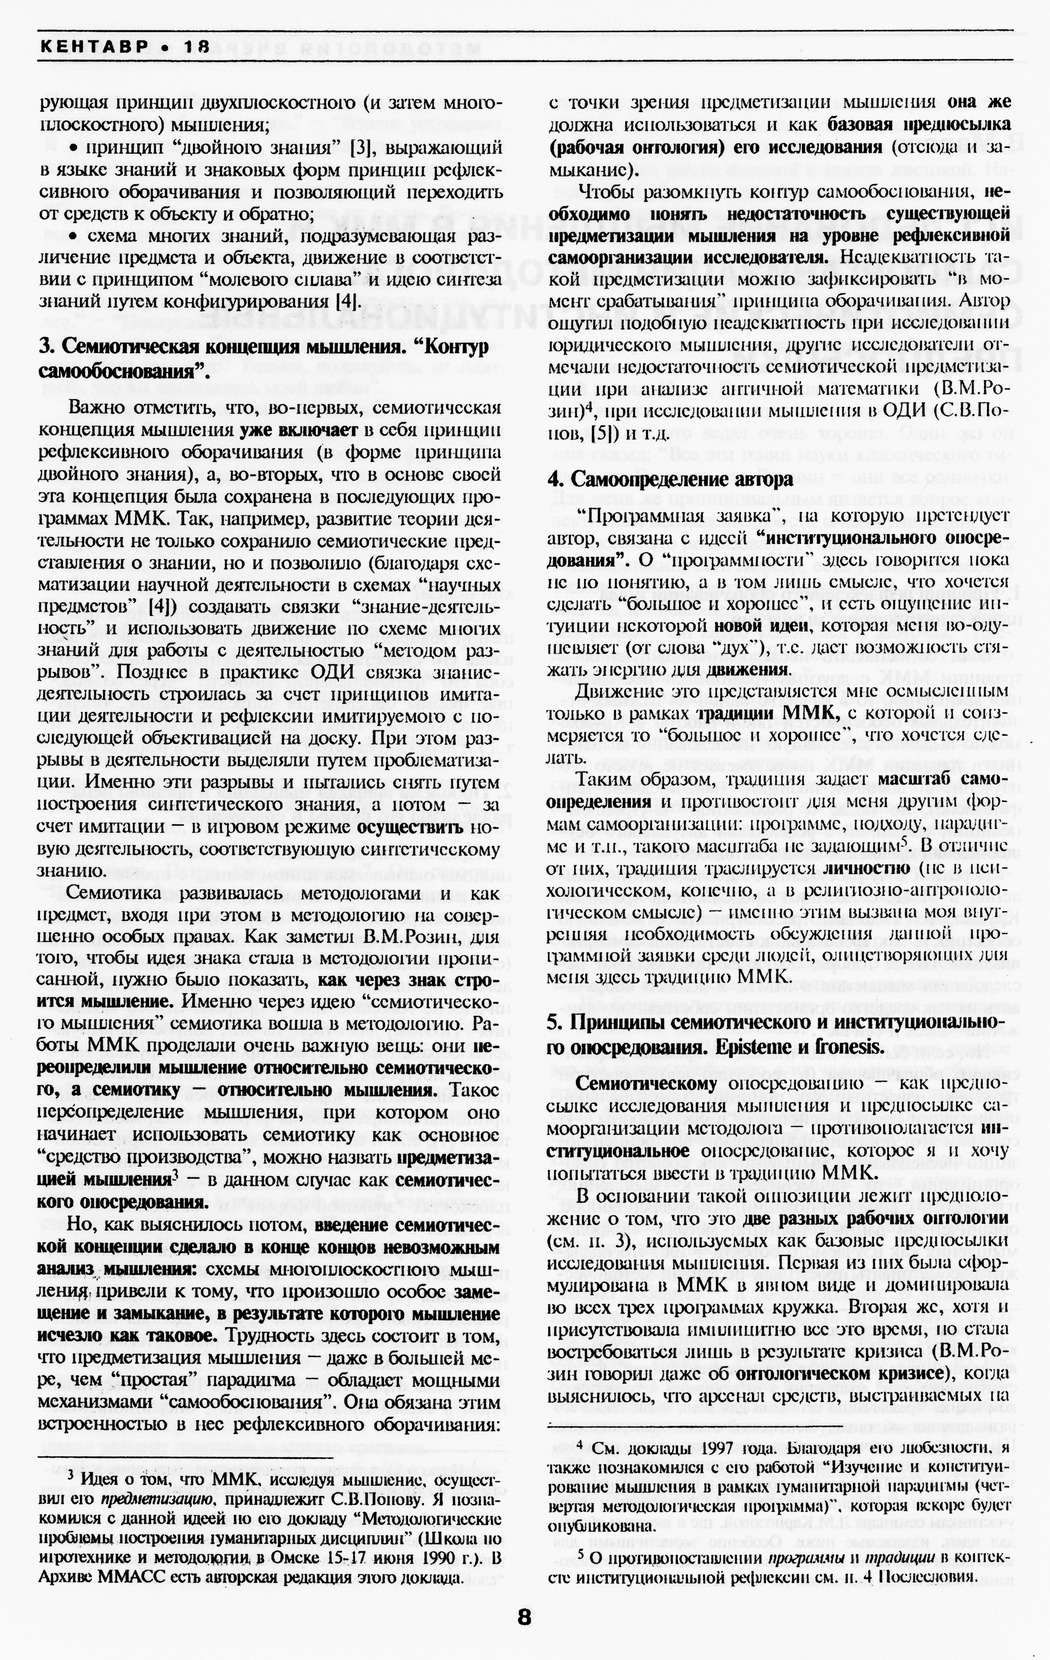 КЕНТАВР • 18
рующая принцип двухплоскостного (и затем много-
плоскостного) мышления;
• принцип “двойного знания” [3], выражающий
в языке знаний и знаковых форм принцип рефлек-
сивного оборачивания и позволяющий переходить
от средств к объекту и обратно;
• схема многих знаний, подразумевающая раз-
личение предмета и объекта, движение в соответст-
вии с принципом “молевого сплава” и идею синтеза
знаний путем конфигурирования [4].
3. Семиотическая концепция мышления. “Контур
самообоснования”.
Важно отметить, что, во-первых, семиотическая
концепция мышления уже включает в себя принцип
рефлексивного оборачивания (в форме принципа
двойного знания), а, во-вторых, что в основе своей
эта концепция была сохранена в последующих про-
граммах ММК. Так, например, развитие теории дея-
тельности не только сохранило семиотические пред-
ставления о знании, но и позволило (благодаря схе-
матизации научной деятельности в схемах “научных
предметов” [4]) создавать связки “знание-деятель-
ность” и использовать движение по схеме многих
знаний для работы с деятельностью “методом раз-
рывов”. Позднее в практике ОДИ связка знание-
деятельность строилась за счет принципов имита-
ции деятельности и рефлексии имитируемого с по-
следующей объективацией на доску. При этом раз-
рывы в деятельности выделяли путем проблематиза-
ции. Именно эти разрывы и пытались снять путем
построения синтетического знания, а потом — за
счет имитации — в игровом режиме осуществить но-
вую деятельность, соответствующую синтетическому
знанию.
Семиотика развивалась методологами и как
предмет, входя при этом в методологию на совер-
шенно особых правах. Как заметил В.М.Розин, для
того, чтобы идея знака стала в методологии пропи-
санной, нужно было показать, как через знак стро-
ится мышление. Именно через идею “семиотическо-
го мышления” семиотика вошла в методологию. Ра-
боты ММК проделали очень важную вещь: они пе-
реопределили мышление относительно семиотическо-
го, а семиотику — относительно мышления. Такое
переопределение мышления, при котором оно
начинает использовать семиотику как основное
“средство производства”, можно назвать предметиза-
цией мышления³ — в данном случае как семиотичес-
кого опосредования.
Но, как выяснилось потом, введение семиотичес-
кой концепции сделало в конце концов невозможным
анализ мышления: схемы многоплоскостного мыш-
ления привели к тому, что произошло особое заме-
щение и замыкание, в результате которого мышление
исчезло как таковое. Трудность здесь состоит в том,
что предметизация мышления — даже в большей ме-
ре, чем “простая” парадигма — обладает мощными
механизмами “самообоснования”. Она обязана этим
встроенностью в нее рефлексивного оборачивания:
³ Идея о том, что ММК, исследуя мышление, осущест-
вил его предметизацию, принадлежит С.В.Попову. Я позна-
комился с данной идеей по его докладу “Методологические
проблемы построения гуманитарных дисциплин” (Школа по
игротехнике и методологии, в Омске 15-17 июня 1990 г.). В
Архиве ММАСС есть авторская редакция этого доклада.
с точки зрения предметизации мышления она же
должна использоваться и как базовая предпосылка
(рабочая онтология) его исследования (отсюда и за-
мыкание).
Чтобы разомкнуть контур самообоснования, не-
обходимо понять недостаточность существующей
предметизации мышления на уровне рефлексивной
самоорганизации исследователя. Неадекватность та-
кой предметизации можно зафиксировать “в мо-
мент срабатывания” принципа оборачивания. Автор
ощутил подобную неадекватность при исследовании
юридического мышления, другие исследователи от-
мечали недостаточность семиотической предметиза-
ции при анализе античной математики (В.М.Ро-
зин)⁴, при исследовании мышления в ОДИ (С.В.По-
пов, [5]) и т.д.
4. Самоопределение автора
“Программная заявка”, на которую претендует
автор, связана с идеей “институционального опосре-
дования”. О “программности” здесь говорится пока
не по понятию, а в том лишь смысле, что хочется
сделать “большое и хорошее”, и есть ощущение ин-
туиции некоторой новой идеи, которая меня во-оду-
шевляет (от слова “дух”), т.е. дает возможность стя-
жать энергию для движения.
Движение это представляется мне осмысленным
только в рамках традиции ММК, с которой и соиз-
меряется то “большое и хорошее”, что хочется сде-
лать.
Таким образом, традиция задает масштаб само-
определения и противостоит для меня другим фор-
мам самоорганизации: программе, подходу, парадиг-
ме и т.п., такого масштаба не задающим⁵. В отличие
от них, традиция транслируется личностно (не в пси-
хологическом, конечно, а в религиозно-антрополо-
гическом смысле) — именно этим вызвана моя внут-
ренняя необходимость обсуждения данной про-
граммной заявки среди людей, олицетворяющих для
меня здесь традицию ММК.
5. Принципы семиотического и институционально-
го опосредования. Episteme и fronesis.
Семиотическому опосредованию — как предпо-
сылке исследования мышления и предпосылке са-
моорганизации методолога — противополагается ин-
ституциональное опосредование, которое я и хочу
попытаться ввести в традицию ММК.
В основании такой оппозиции лежит предполо-
жение о том, что это две разных рабочих онтологии
(см. п. 3), используемых как базовые предпосылки
исследования мышления. Первая из них была сфор-
мулирована в ММК в явном виде и доминировала
во всех трех программах кружка. Вторая же, хотя и
присутствовала имплицитно все это время, но стала
востребоваться лишь в результате кризиса (В.М.Ро-
зин говорил даже об онтологическом кризисе), когда
выяснилось, что арсенал средств, выстраиваемых на
⁴ См. доклады 1997 года. Благодаря его любезности, я
также познакомился с его работой “Изучение и конституи-
рование мышления в рамках гуманитарной парадигмы (чет-
вертая методологическая программа)”, которая вскоре будет
опубликована.
⁵ О противопоставлении программы и традиции в контек-
сте институциональной рефлексии см. п. 4 Послесловия.
8